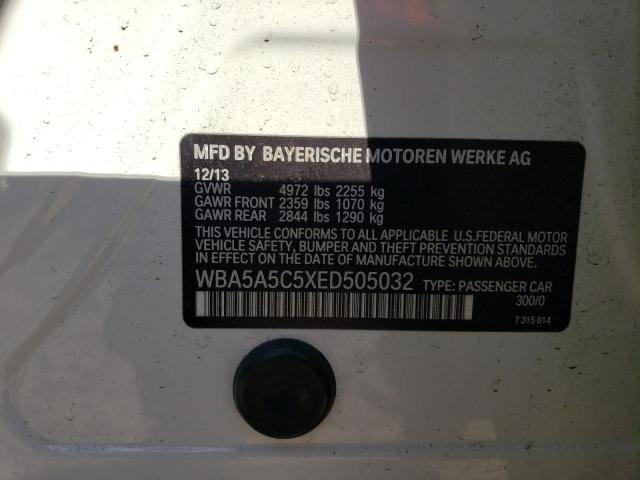 MFD BY BAYERISCHE MOTOREN WERKE AG
12/13
GVWR 4972 lbs 2255 kg
GAWR FRONT 2359 lbs 1070 kg
GAWR REAR 2844 lbs 1290 kg
THIS VEHICLE CONFORMS TO ALL APPLICABLE U.S.FEDERAL MOTOR
VEHICLE SAFETY, BUMPER AND THEFT PREVENTION STANDARDS
IN EFFECT ON THE DATE OF MANUFACTURE SHOWN ABOVE.
WBA5A5C5XED505032 TYPE: PASSENGER CAR
300/0
7 315 814